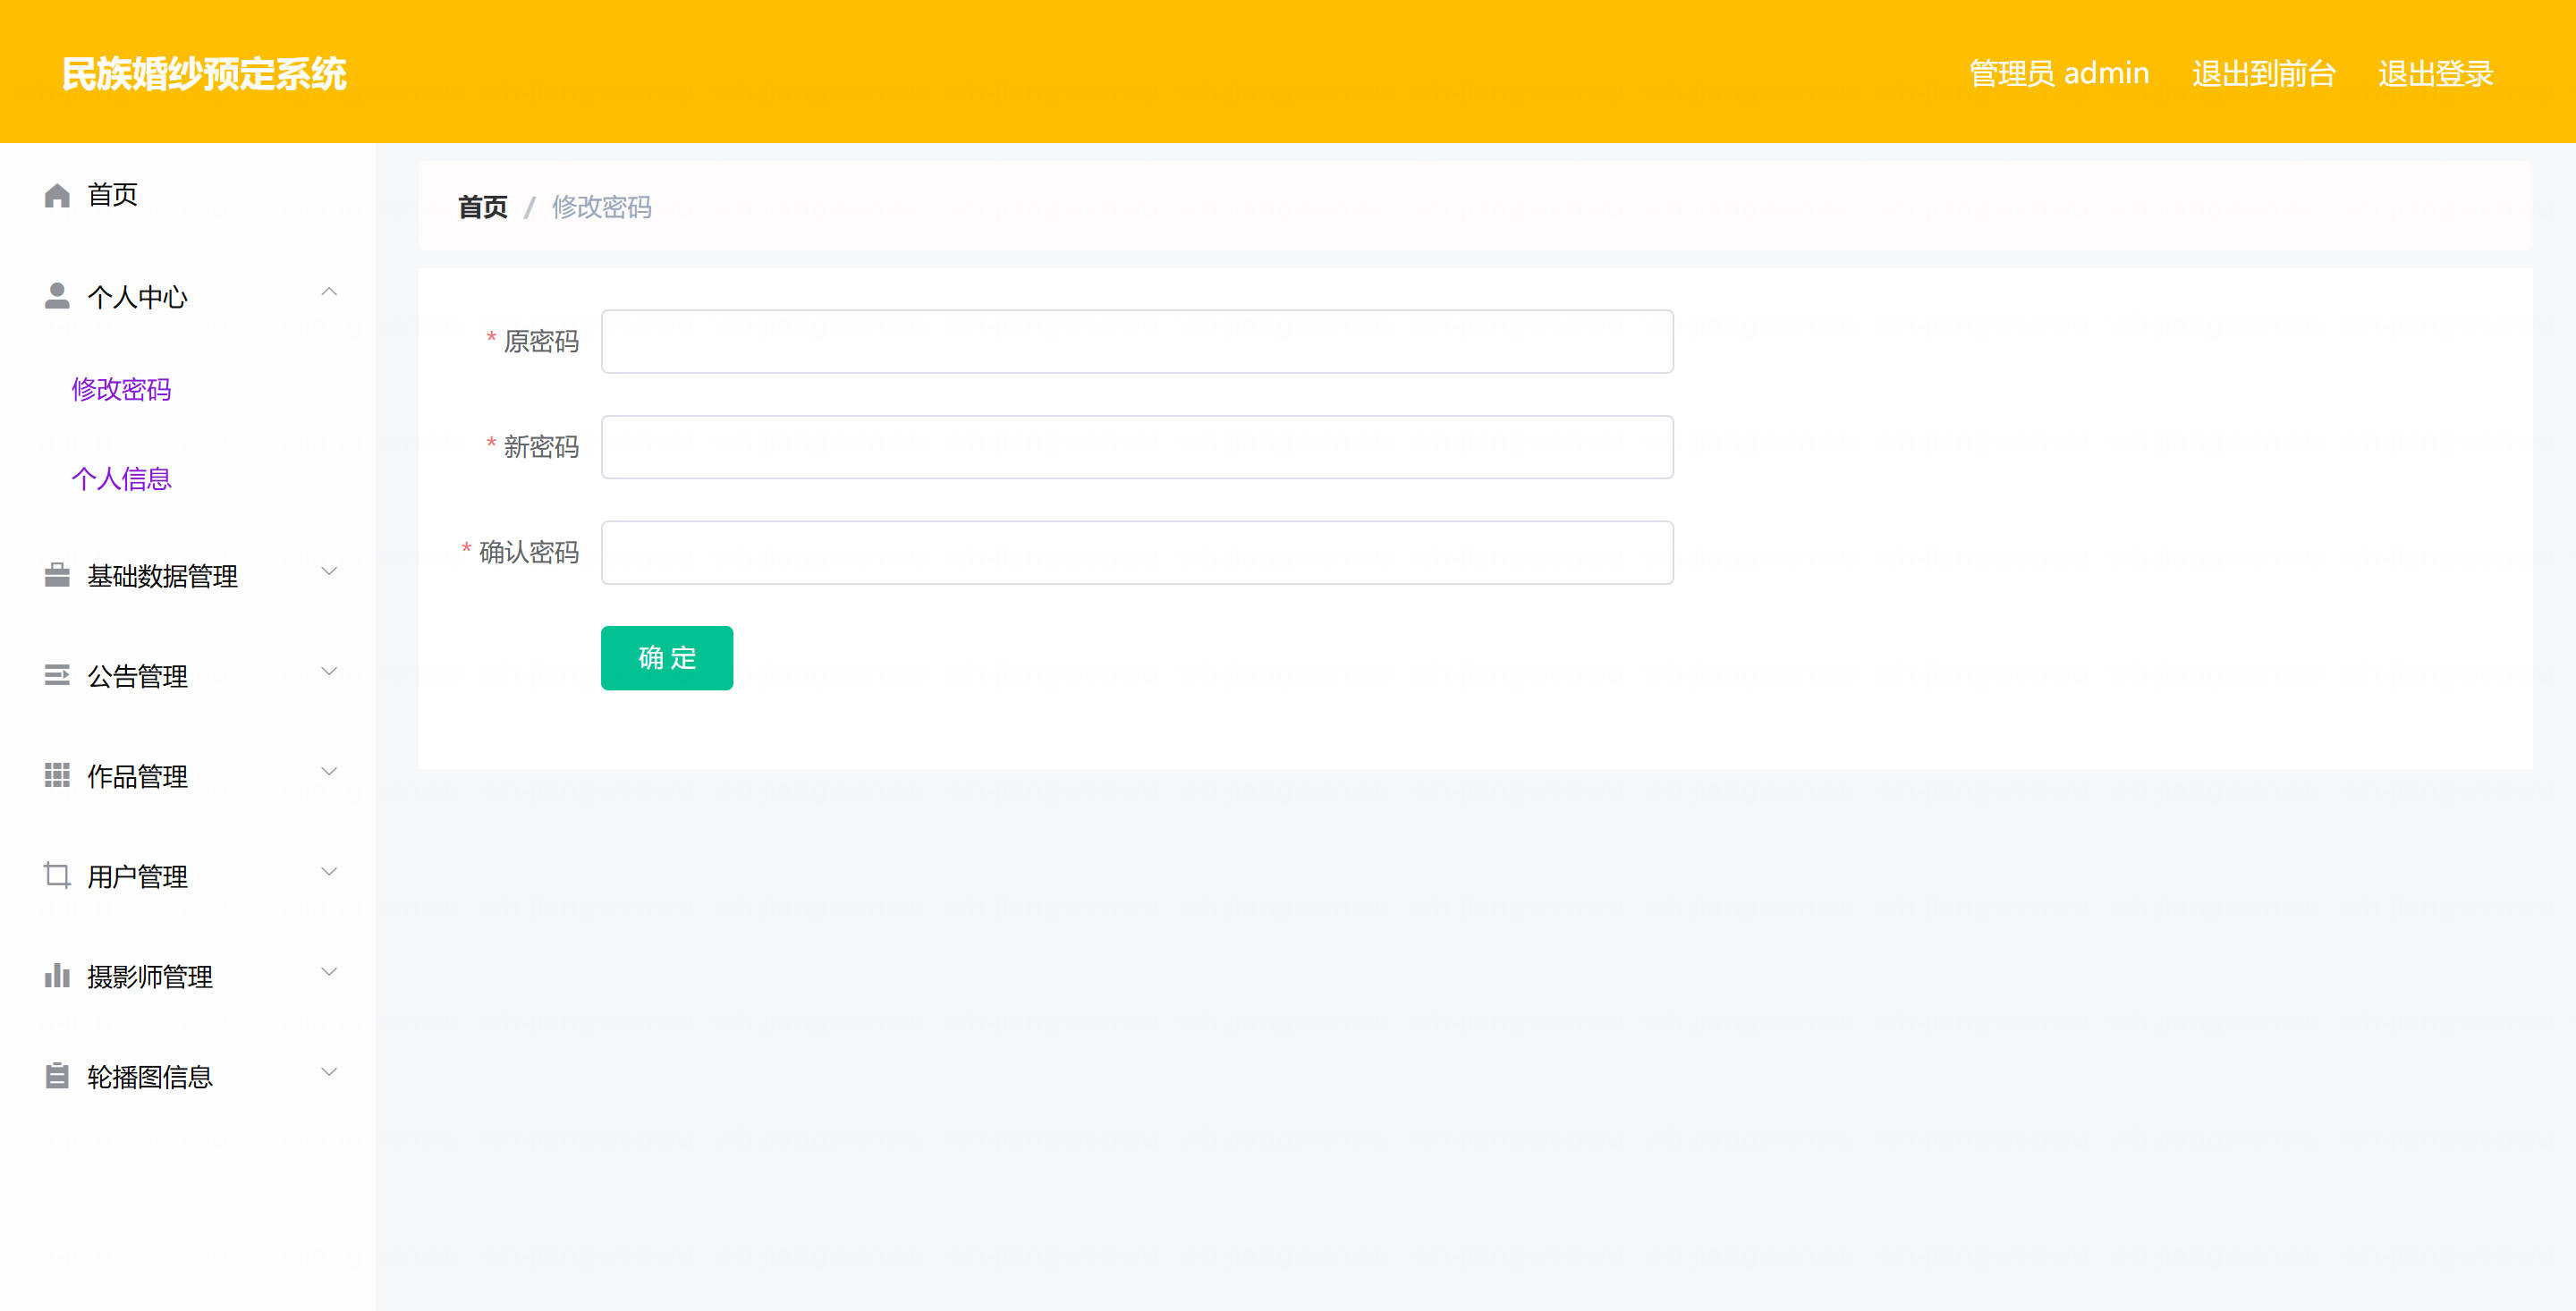 民族婚纱预定系统
管理员 admin 退出到前台 退出登录
首页
个人中心
修改密码
个人信息
基础数据管理
公告管理
作品管理
用户管理
摄影师管理
轮播图信息
首页 / 修改密码
* 原密码
* 新密码
* 确认密码
确 定